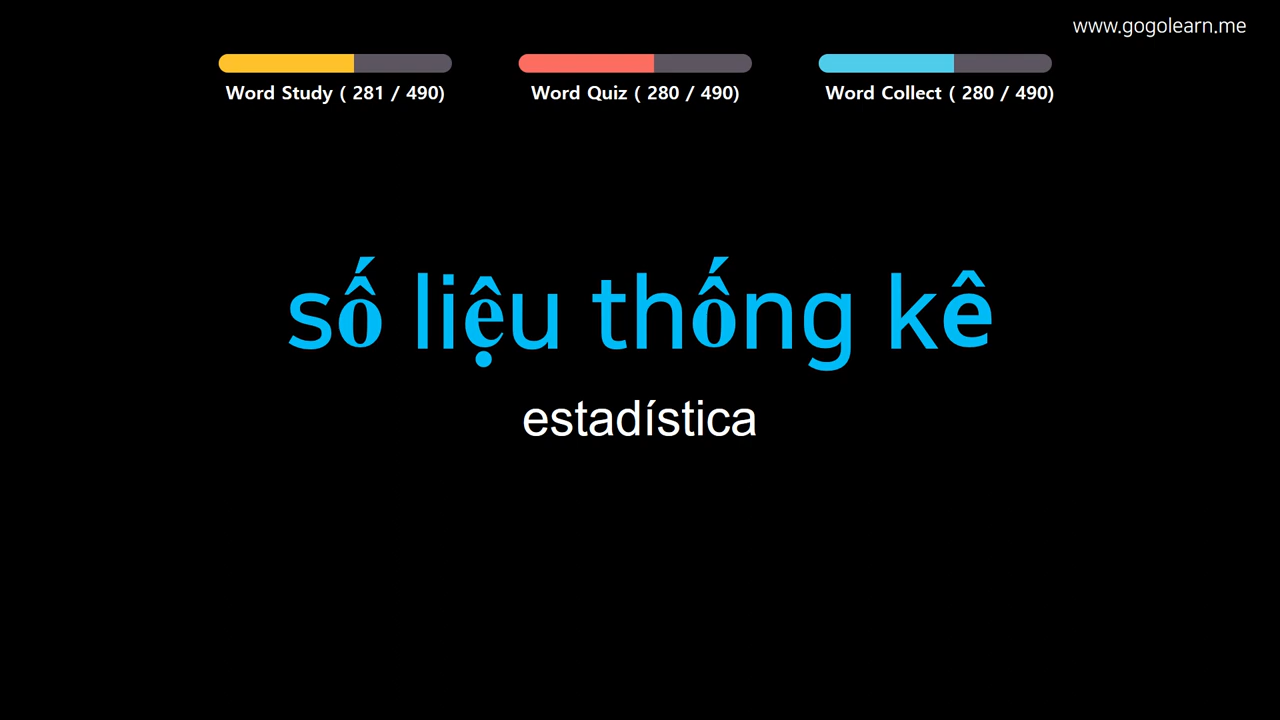 www.gogolearn.me
Word Study ( 281 / 490)
Word Quiz ( 280 / 490)
Word Collect ( 280 / 490)
số liệu thống kê
estadística